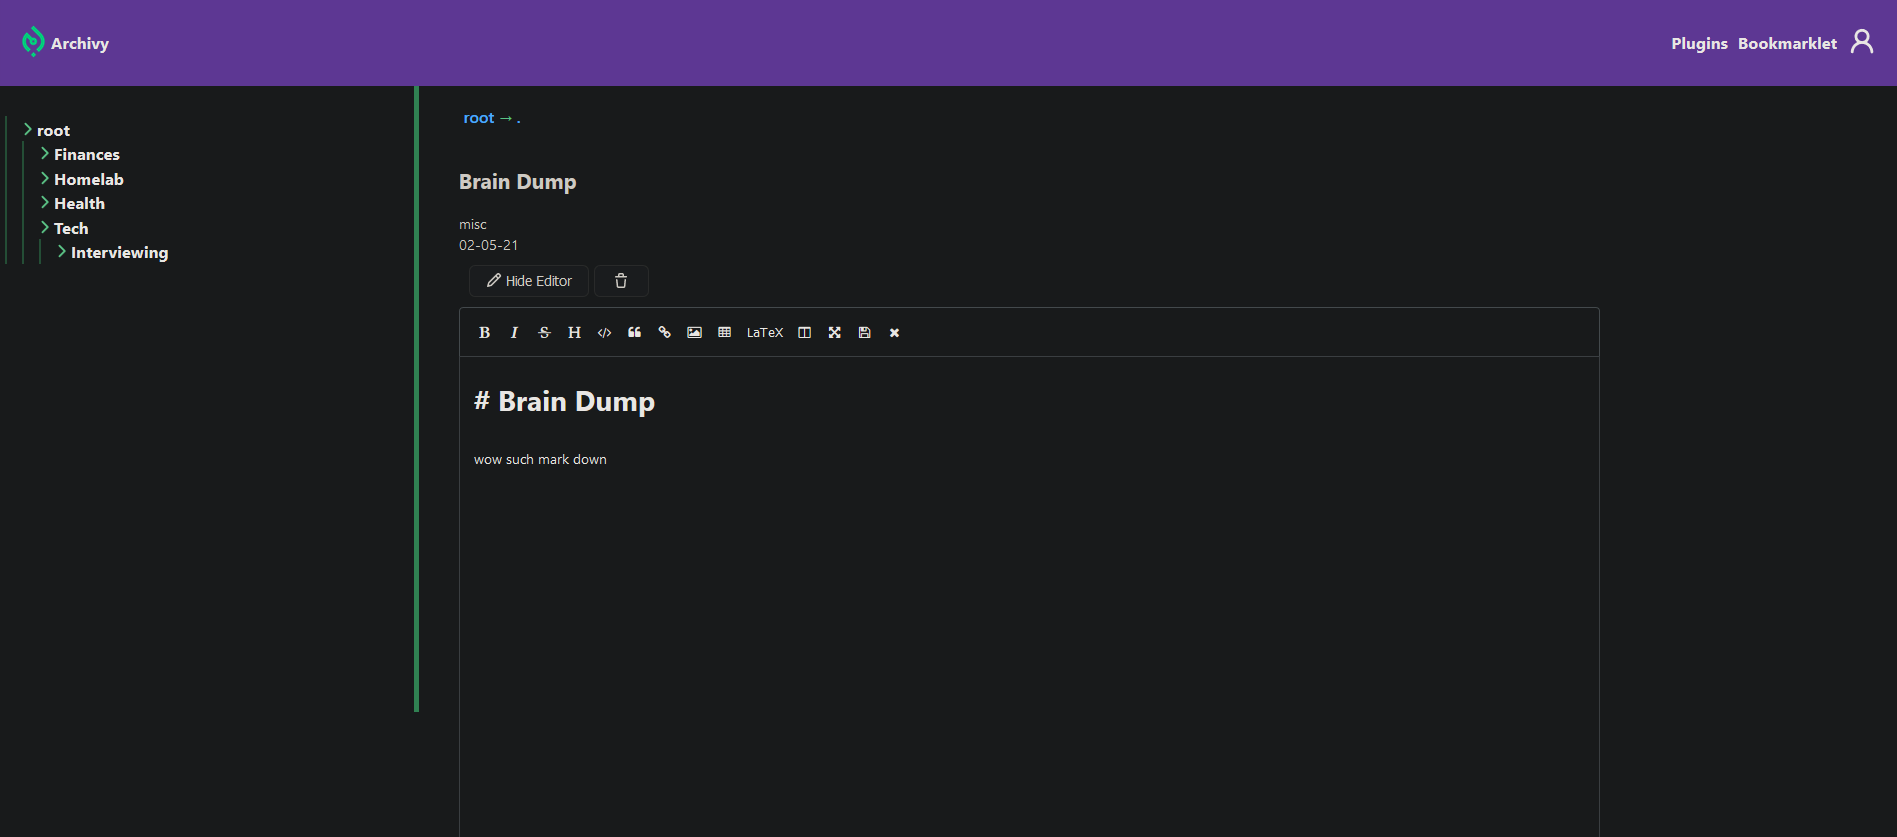 Archivy
Plugins Bookmarklet
root
Finances
Homelab
Health
Tech
Interviewing
root → .
Brain Dump
misc
02-05-21
Hide Editor
B I S H </> “ LaTeX
# Brain Dump
wow such mark down